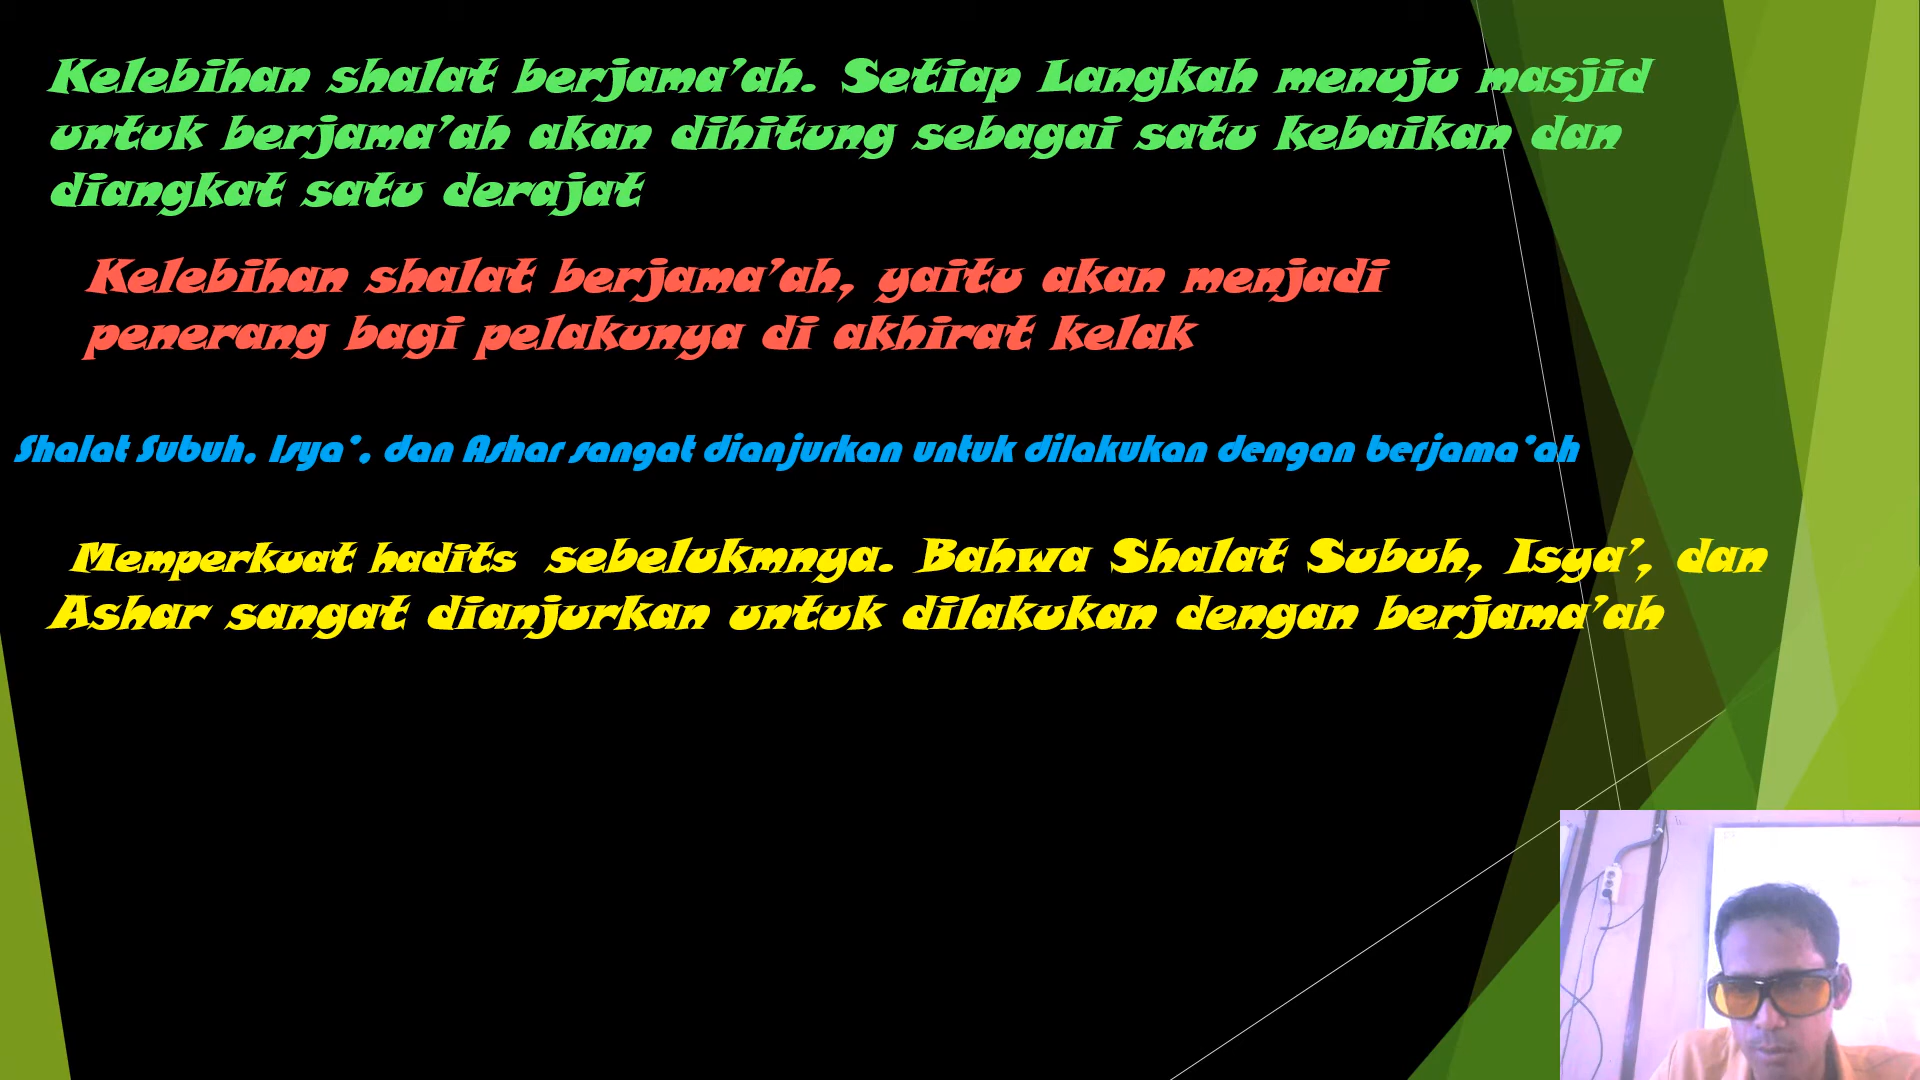 Kelebihan shalat berjama’ah. Setiap Langkah menuju masjid
untuk berjama’ah akan dihitung sebagai satu kebaikan dan
diangkat satu derajat
Kelebihan shalat berjama’ah, yaitu akan menjadi
penerang bagi pelakunya di akhirat kelak
Shalat Subuh, Isya’, dan Ashar sangat dianjurkan untuk dilakukan dengan berjama’ah
Memperkuat hadits sebelukmnya. Bahwa Shalat Subuh, Isya’, dan
Ashar sangat dianjurkan untuk dilakukan dengan berjama’ah